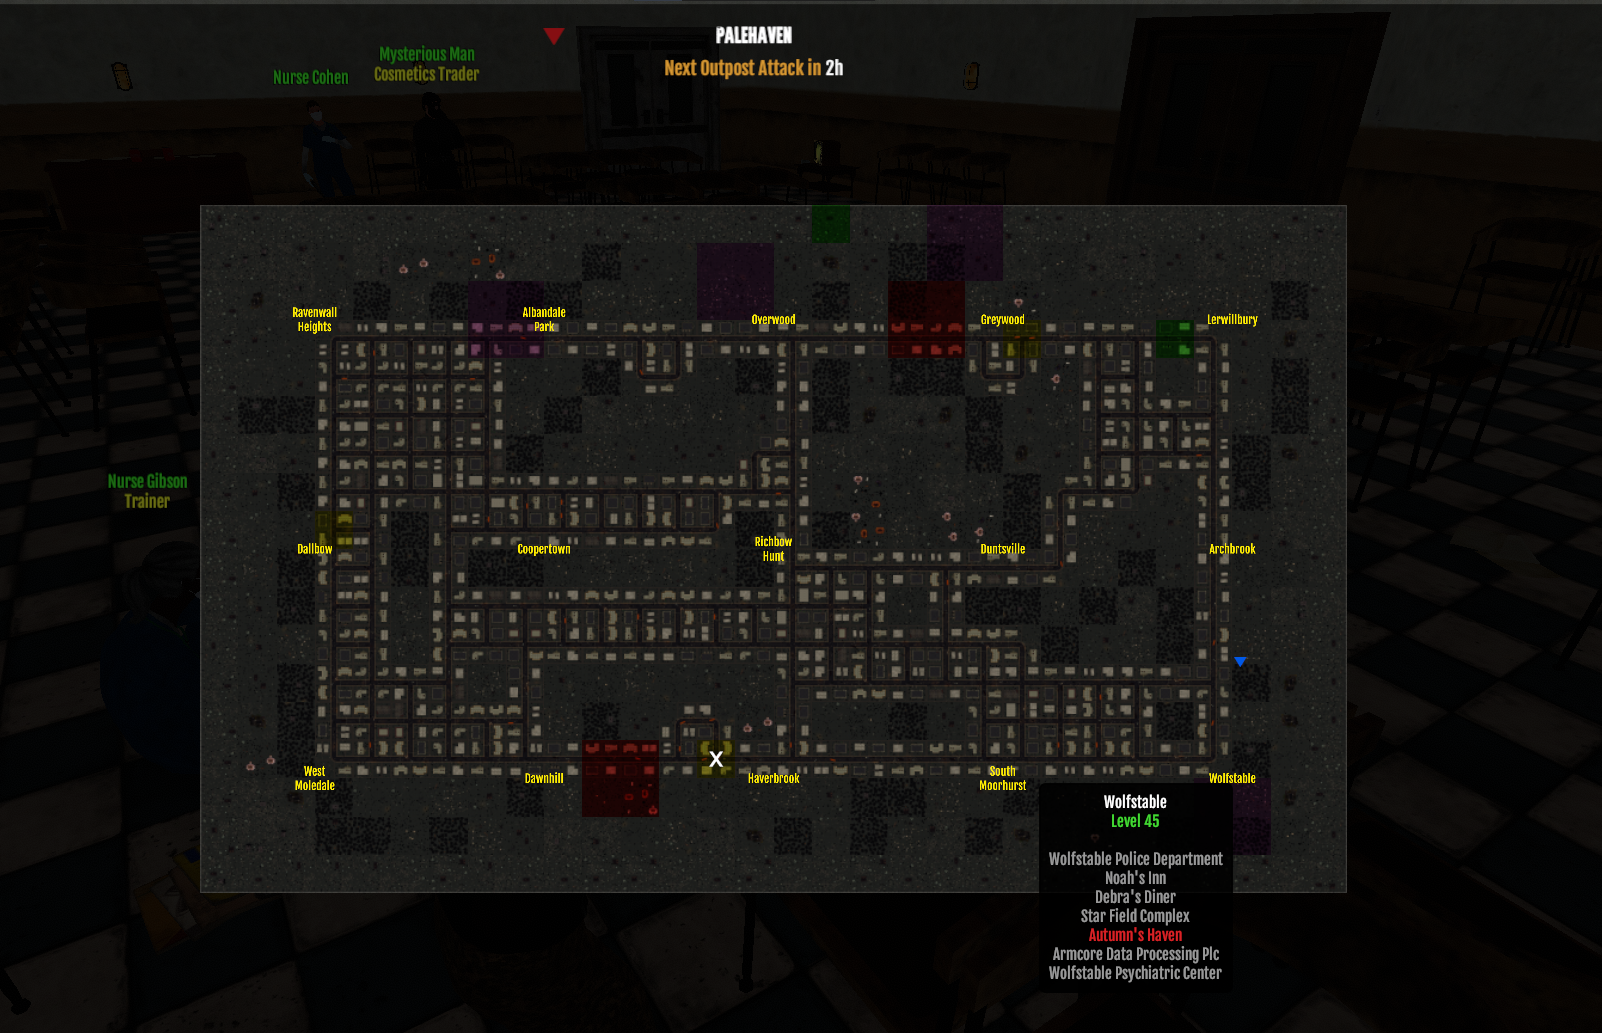 PALEHAVEN
Next Outpost Attack in 2h
Mysterious Man
Cosmetics Trader
Nurse Cohen
Ravenwall
Heights
Albandale
Park
Overwood
Greywood
Lerwillbury
Nurse Gibson
Trainer
Dallbow
Coopertown
Richbow
Hunt
Duntsville
Archbrook
X
West
Moledale
Dawnhill
Haverbrook
South
Moorhurst
Wolfstable
Wolfstable
Level 45
Wolfstable Police Department
Noah's Inn
Debra's Diner
Star Field Complex
Autumn's Haven
Armcore Data Processing Plc
Wolfstable Psychiatric Center